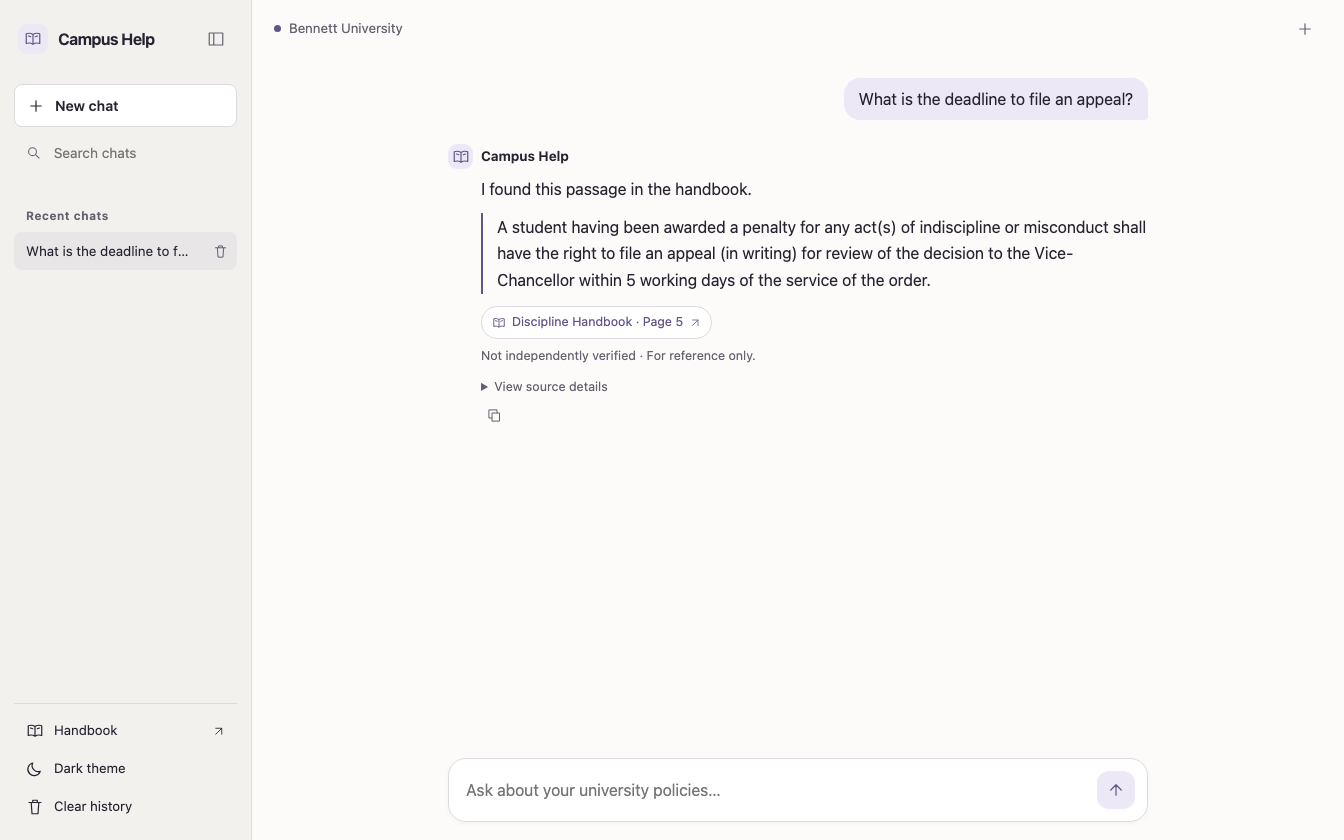 Campus Help
New chat
Search chats
Recent chats
What is the deadline to f...
Handbook
Dark theme
Clear history
Bennett University
What is the deadline to file an appeal?
Campus Help
I found this passage in the handbook.
A student having been awarded a penalty for any act(s) of indiscipline or misconduct shall
have the right to file an appeal (in writing) for review of the decision to the Vice-
Chancellor within 5 working days of the service of the order.
Discipline Handbook · Page 5
Not independently verified · For reference only.
View source details
Ask about your university policies...